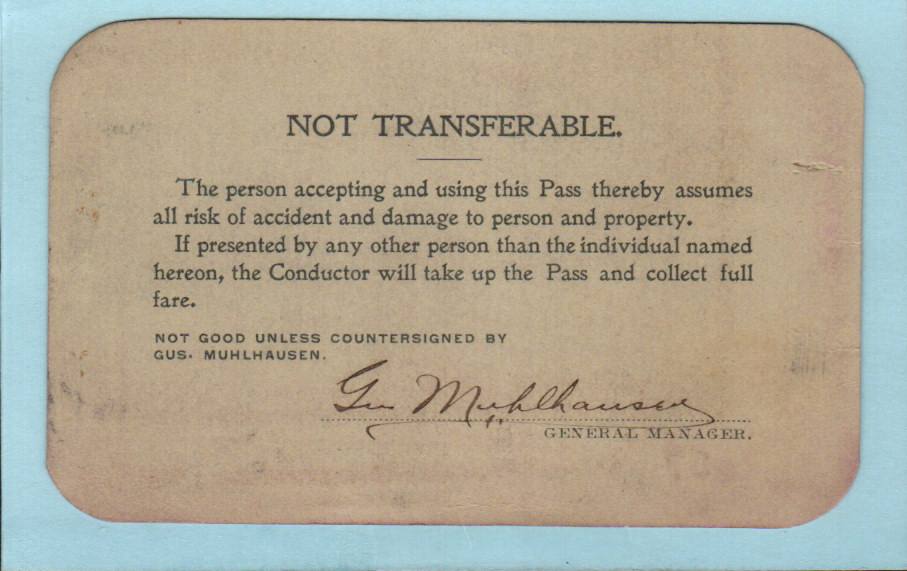 NOT TRANSFERABLE.
The person accepting and using this Pass thereby assumes
all risk of accident and damage to person and property.
If presented by any other person than the individual named
hereon, the Conductor will take up the Pass and collect full
fare.
NOT GOOD UNLESS COUNTERSIGNED BY
GUS. MUHLHAUSEN.
Gus Muhlhausen
GENERAL MANAGER.